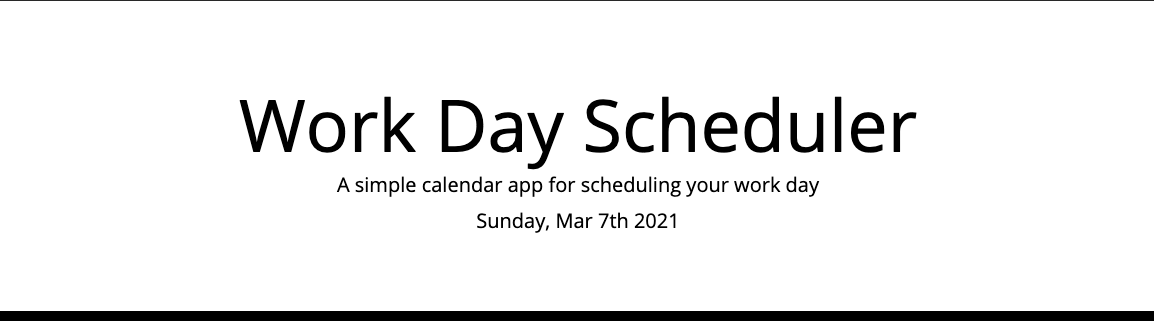 Work Day Scheduler
A simple calendar app for scheduling your work day
Sunday, Mar 7th 2021